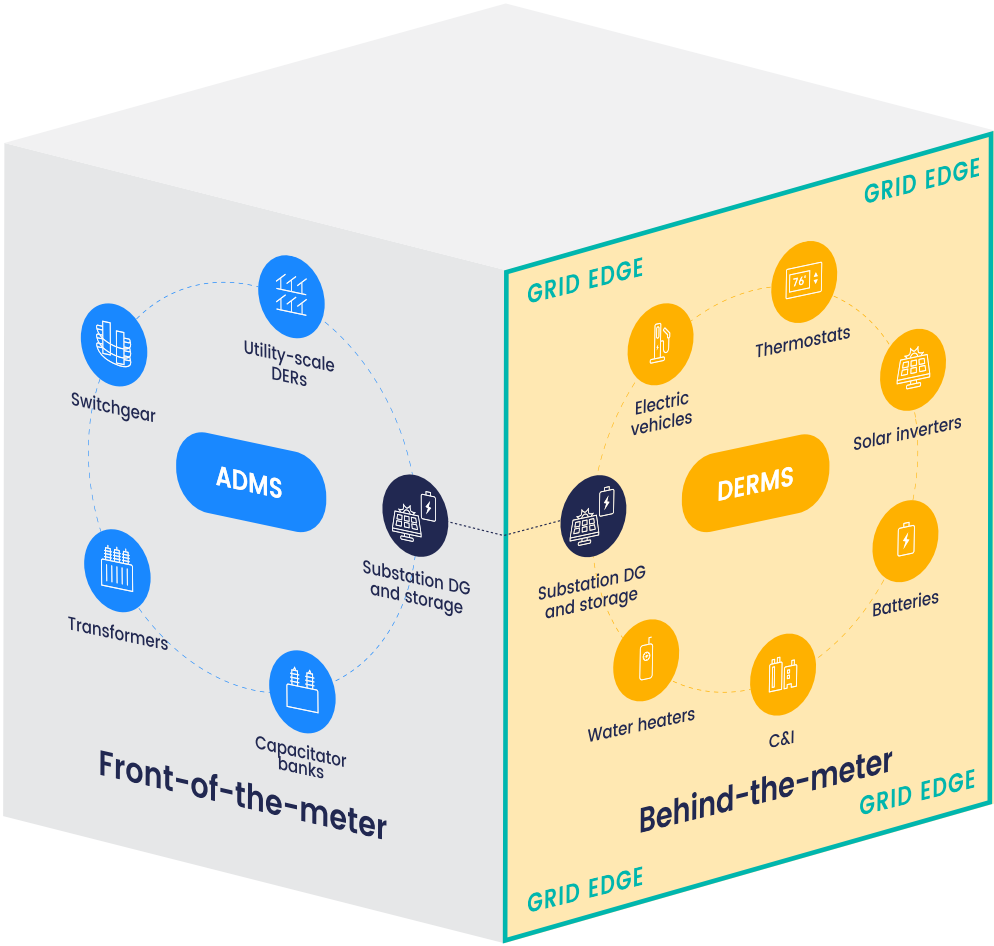 GRID EDGE
GRID EDGE
Utility-scale
DERs
Switchgear
ADMS
Substation DG
and storage
Transformers
Capacitator
banks
Front-of-the-meter
76°
Thermostats
Electric
vehicles
Solar inverters
DERMS
Substation DG
and storage
Batteries
Water heaters
C&I
Behind-the-meter
GRID EDGE
GRID EDGE